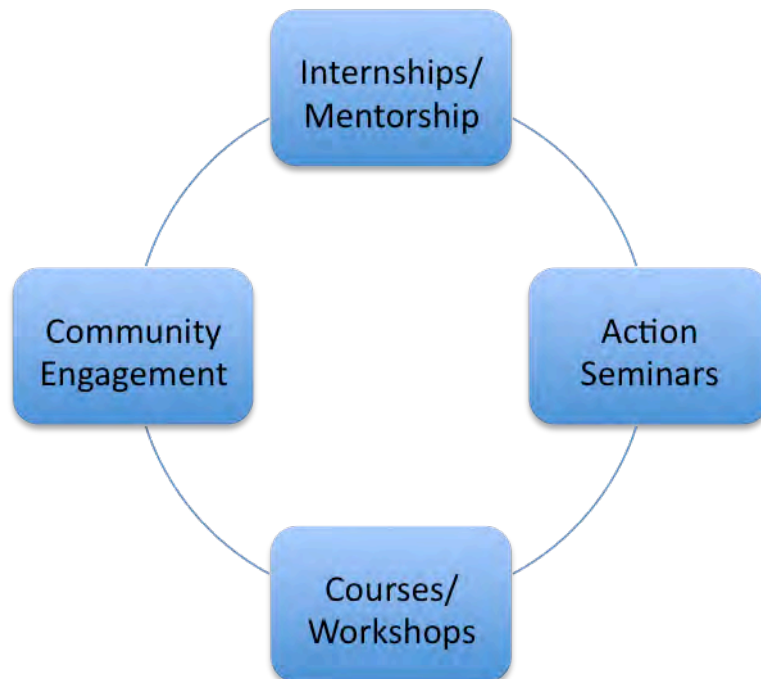 Internships/
Mentorship
Community
Engagement
Action
Seminars
Courses/
Workshops